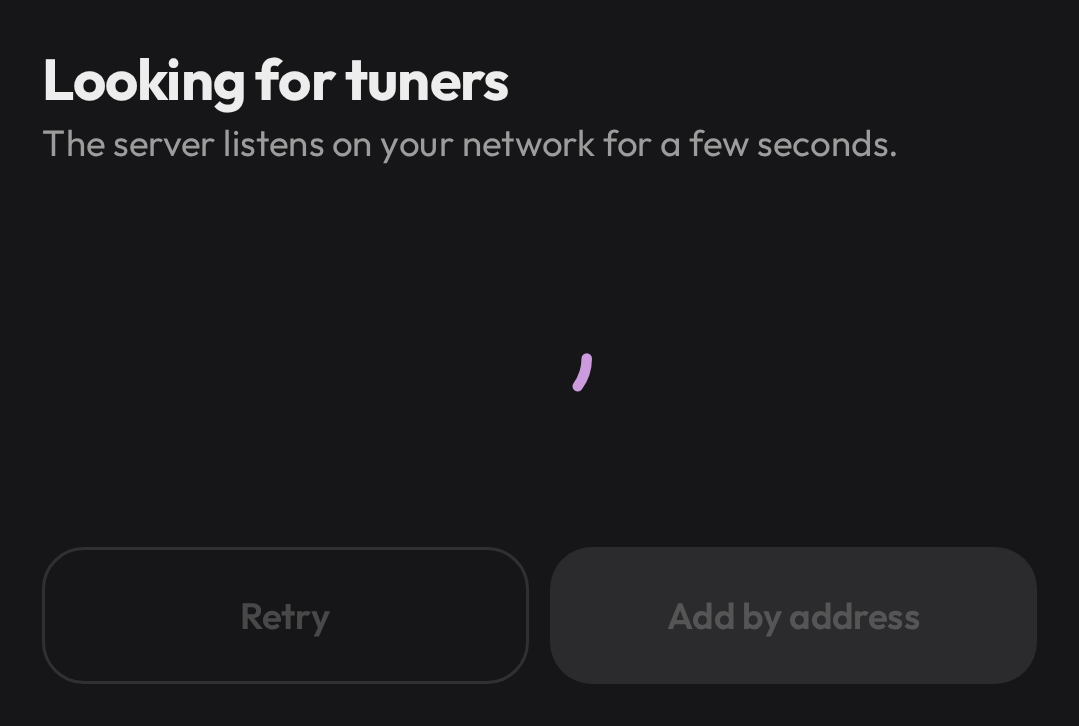 Looking for tuners
The server listens on your network for a few seconds.
Retry
Add by address